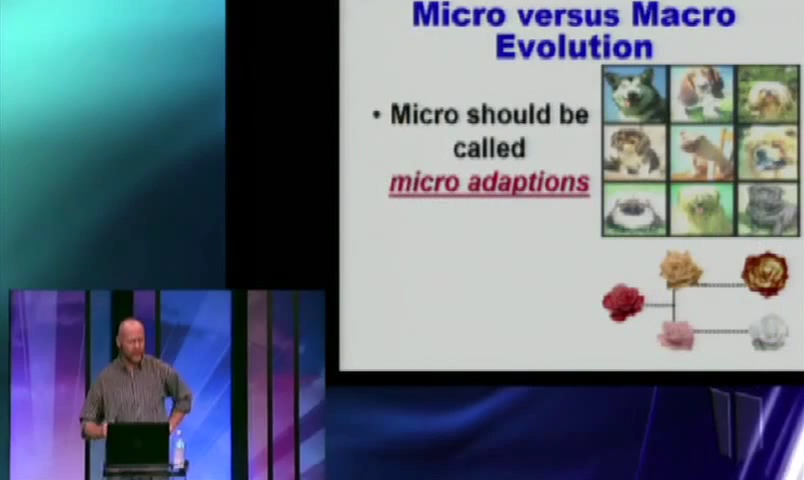 Micro versus Macro
Evolution
• Micro should be
called
micro adaptions